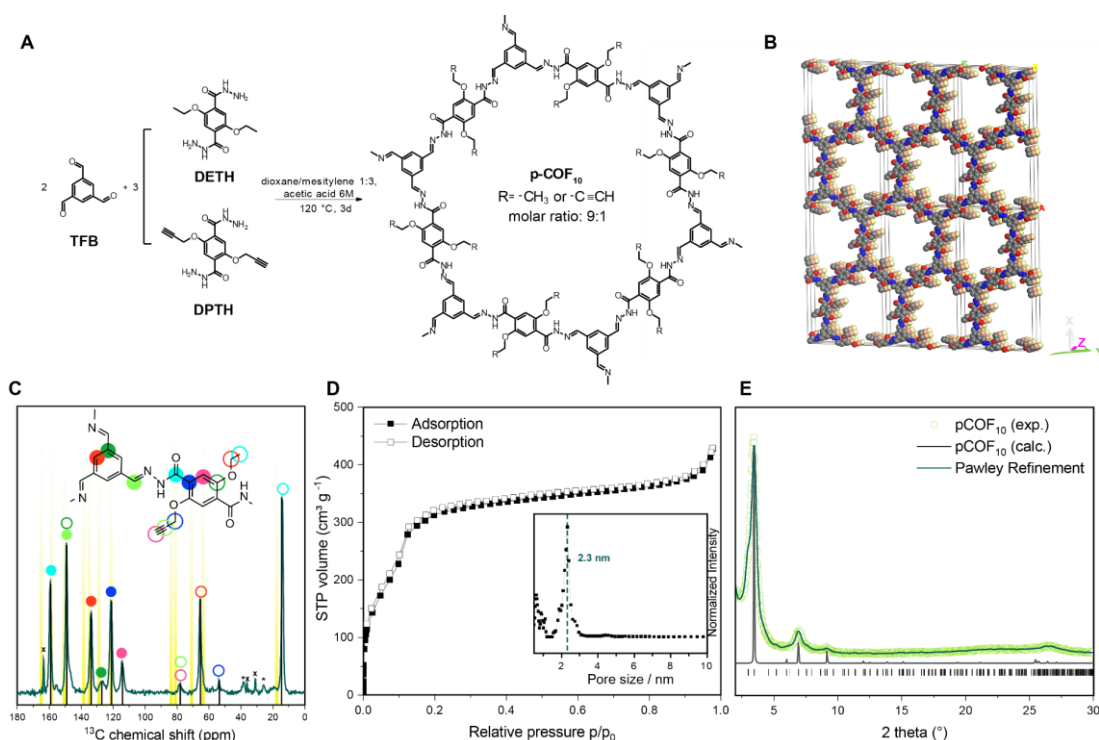 A
DETH
2
TFB
+ 3
DPTH
dioxane/mesitylene 1:3,
acetic acid 6M
120 °C, 3d
p-COF₁₀
R= -CH₃ or -C≡CH
molar ratio: 9:1
B
C
A
X
Z
Y
C
x
x
x
*
*
180 160 140 120 100 80 60 40 20 0
¹³C chemical shift (ppm)
D
Adsorption
Desorption
STP volume (cm³ g⁻¹)
500
400
300
200
100
0
0.0 0.2 0.4 0.6 0.8 1.0
Relative pressure p/p₀
2.3 nm
0 2 4 6 8 10
Pore size / nm
Normalized Intensity
E
pCOF₁₀ (exp.)
pCOF₁₀ (calc.)
Pawley Refinement
5 10 15 20 25 30
2 theta (°)